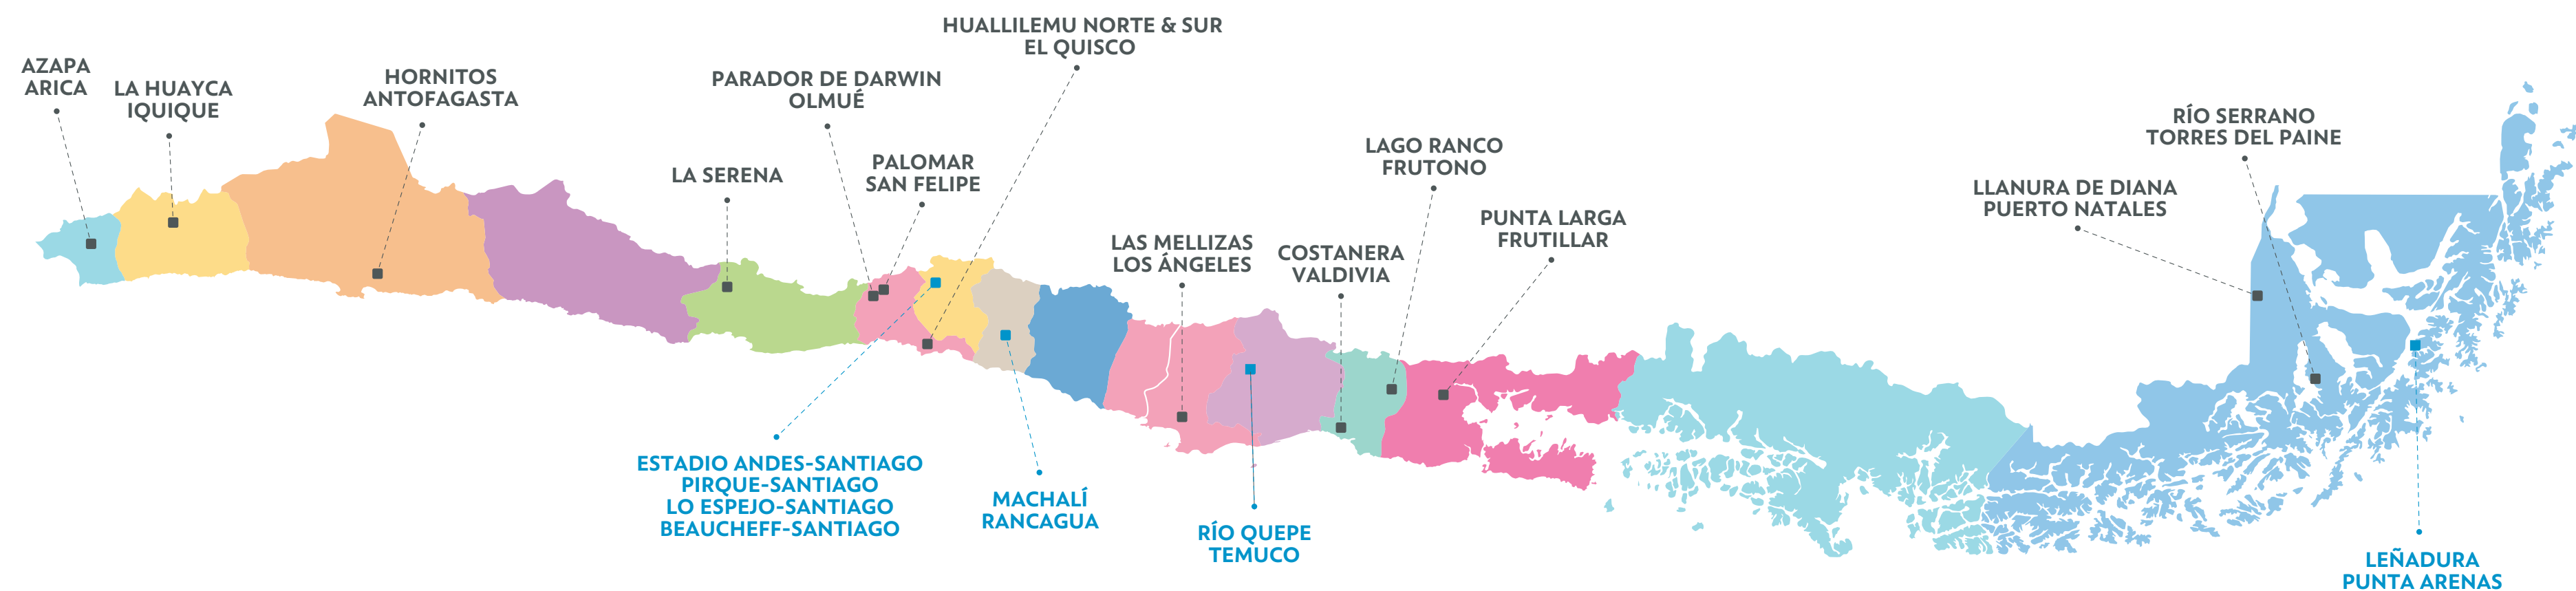 AZAPA
ARICA
LA HUAYCA
IQUIQUE
HORNITOS
ANTOFAGASTA
LA SERENA
PARADOR DE DARWIN
OLMUÉ
PALOMAR
SAN FELIPE
HUALLILEMU NORTE & SUR
EL QUISCO
LAS MELLIZAS
LOS ÁNGELES
COSTANERA
VALDIVIA
LAGO RANCO
FRUTONO
PUNTA LARGA
FRUTILLAR
LLANURA DE DIANA
PUERTO NATALES
RÍO SERRANO
TORRES DEL PAINE
ESTADIO ANDES-SANTIAGO
PIRQUE-SANTIAGO
LO ESPEJO-SANTIAGO
BEAUCHEFF-SANTIAGO
MACHALÍ
RANCAGUA
RÍO QUEPE
TEMUCO
LEÑADURA
PUNTA ARENAS